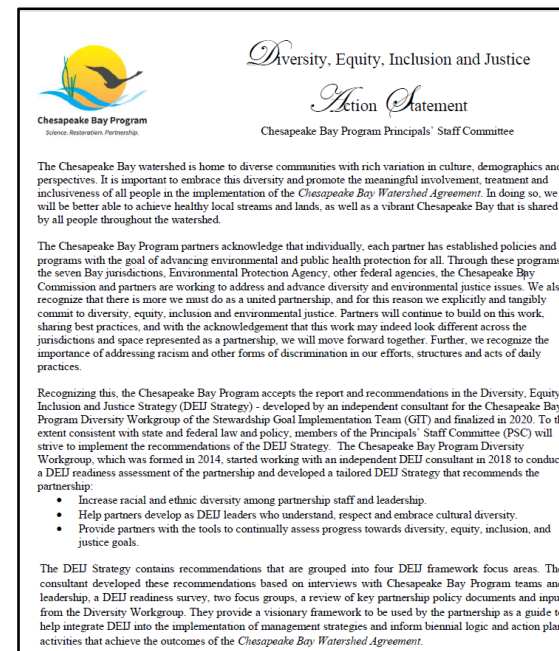 Diversity, Equity, Inclusion and Justice
Action Statement
Chesapeake Bay Program
Science. Restoration. Partnership.
Chesapeake Bay Program Principals' Staff Committee
The Chesapeake Bay watershed is home to diverse communities with rich variation in culture, demographics and
perspectives. It is important to embrace this diversity and promote the meaningful involvement, treatment and
inclusiveness of all people in the implementation of the Chesapeake Bay Watershed Agreement. In doing so, we
will be better able to achieve healthy local streams and lands, as well as a vibrant Chesapeake Bay that is shared
by all people throughout the watershed.
The Chesapeake Bay Program partners acknowledge that individually, each partner has established policies and
programs with the goal of advancing environmental and public health protection for all. Through these programs
the seven Bay jurisdictions, Environmental Protection Agency, other federal agencies, the Chesapeake Bay
Commission and partners are working to address and advance diversity and environmental justice issues. We als
recognize that there is more we must do as a united partnership, and for this reason we explicitly and tangibly
commit to diversity, equity, inclusion and environmental justice. Partners will continue to build on this work,
sharing best practices, and with the acknowledgement that this work may indeed look different across the
jurisdictions and space represented as a partnership, we will move forward together. Further, we recognize the
importance of addressing racism and other forms of discrimination in our efforts, structures and acts of daily
practices.
Recognizing this, the Chesapeake Bay Program accepts the report and recommendations in the Diversity, Equity
Inclusion and Justice Strategy (DEIJ Strategy) - developed by an independent consultant for the Chesapeake Bay
Program Diversity Workgroup of the Stewardship Goal Implementation Team (GIT) and finalized in 2020. To th
extent consistent with state and federal law and policy, members of the Principals' Staff Committee (PSC) will
strive to implement the recommendations of the DEIJ Strategy. The Chesapeake Bay Program Diversity
Workgroup, which was formed in 2014, started working with an independent DEIJ consultant in 2018 to conduc
a DEIJ readiness assessment of the partnership and developed a tailored DEIJ Strategy that recommends the
partnership:
• Increase racial and ethnic diversity among partnership staff and leadership.
• Help partners develop as DEIJ leaders who understand, respect and embrace cultural diversity.
• Provide partners with the tools to continually assess progress towards diversity, equity, inclusion, and
justice goals.
The DEIJ Strategy contains recommendations that are grouped into four DEIJ framework focus areas. The
consultant developed these recommendations based on interviews with Chesapeake Bay Program teams and
leadership, a DEIJ readiness survey, two focus groups, a review of key partnership policy documents and inpu
from the Diversity Workgroup. They provide a visionary framework to be used by the partnership as a guide to
help integrate DEIJ into the implementation of management strategies and inform biennial logic and action plan
activities that achieve the outcomes of the Chesapeake Bay Watershed Agreement.